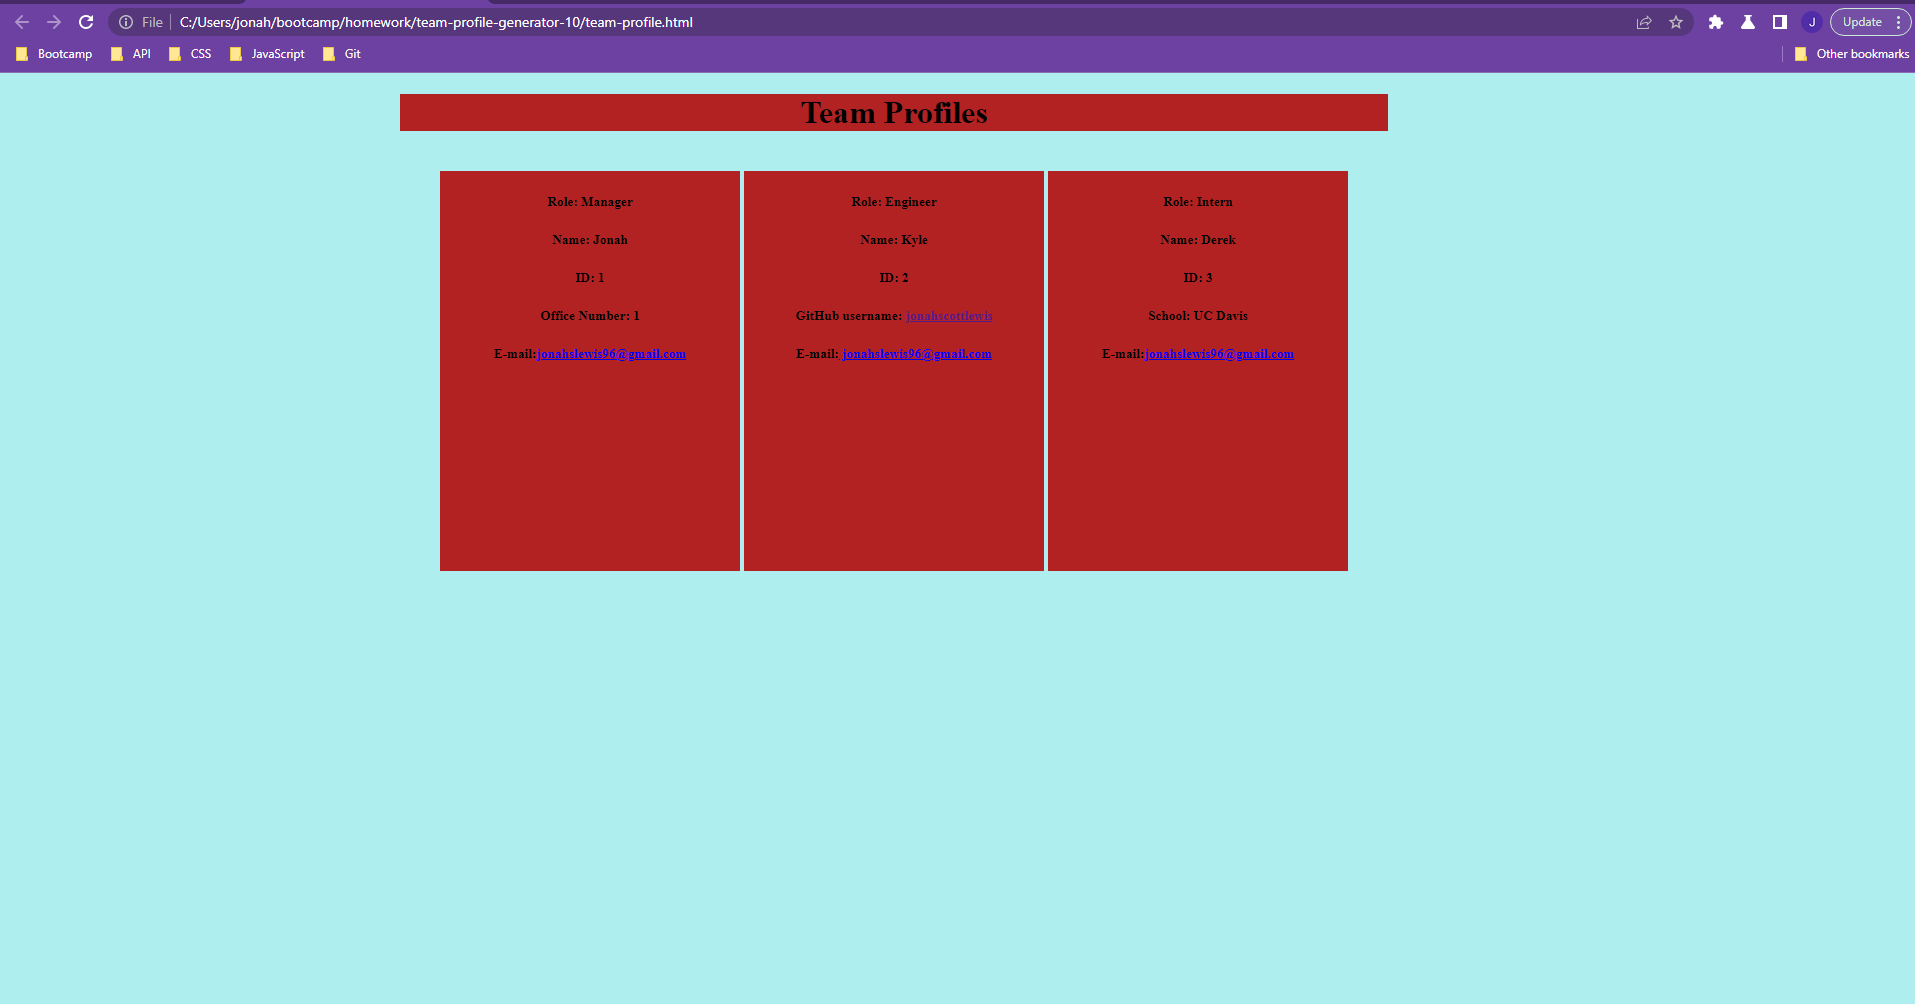 File C:/Users/jonah/bootcamp/homework/team-profile-generator-10/team-profile.html J Update
Bootcamp API CSS JavaScript Git Other bookmarks
Team Profiles
Role: Manager
Name: Jonah
ID: 1
Office Number: 1
E-mail:jonahslewis96@gmail.com
Role: Engineer
Name: Kyle
ID: 2
GitHub username: jonahscottlewis
E-mail: jonahslewis96@gmail.com
Role: Intern
Name: Derek
ID: 3
School: UC Davis
E-mail:jonahslewis96@gmail.com